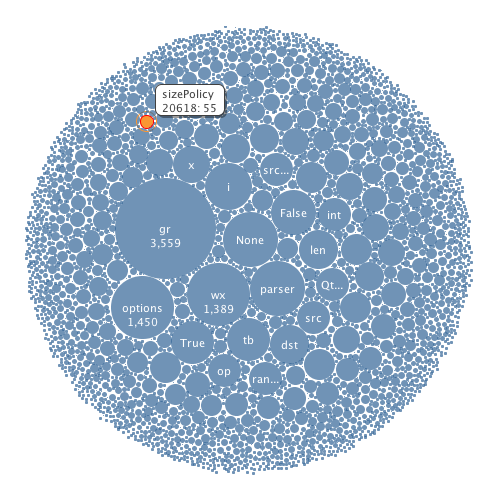 sizePolicy
20618: 55
x
src...
i
False
int
gr
3,559
None
len
Qt...
parser
wx
1,389
options
1,450
src
True
tb
dst
op
ran...